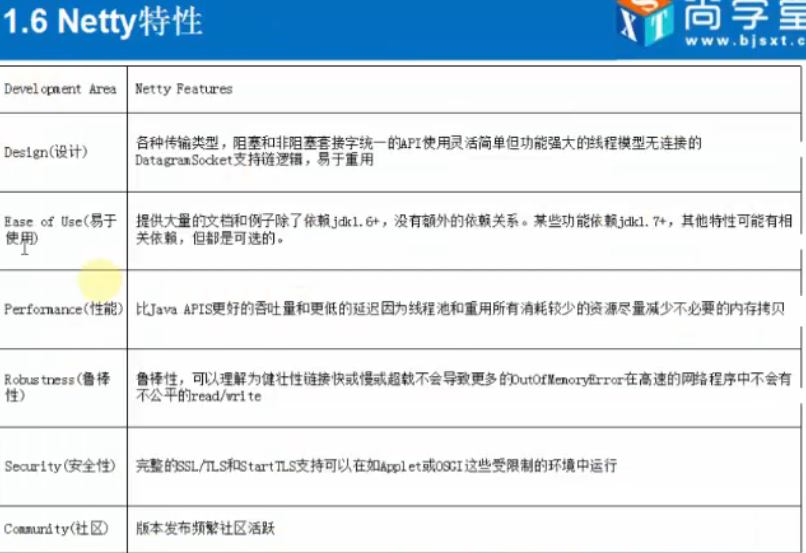 1.6 Netty特性
尚学堂
www.bjsxt.c
Development Area
Netty Features
Design(设计)
各种传输类型，阻塞和非阻塞套接字统一的API使用灵活简单但功能强大的线程模型无连接的
DatagramSocket支持链逻辑，易于重用
Ease of Use(易于
使用)
提供大量的文档和例子除了依赖jdk1.6+，没有额外的依赖关系。某些功能依赖jdk1.7+，其他特性可能有相
关依赖，但都是可选的。
Performance(性能)
比Java APIS更好的吞吐量和更低的延迟因为线程池和重用所有消耗较少的资源尽量减少不必要的内存拷贝
Robustness(鲁棒
性)
鲁棒性，可以理解为健壮性链接快或慢或超载不会导致更多的OutOfMemoryError在高速的网络程序中不会有
不公平的read/write
Security(安全性)
完整的SSL/TLS和StartTLS支持可以在如Applet或OSGI这些受限制的环境中运行
Community(社区)
版本发布频繁社区活跃